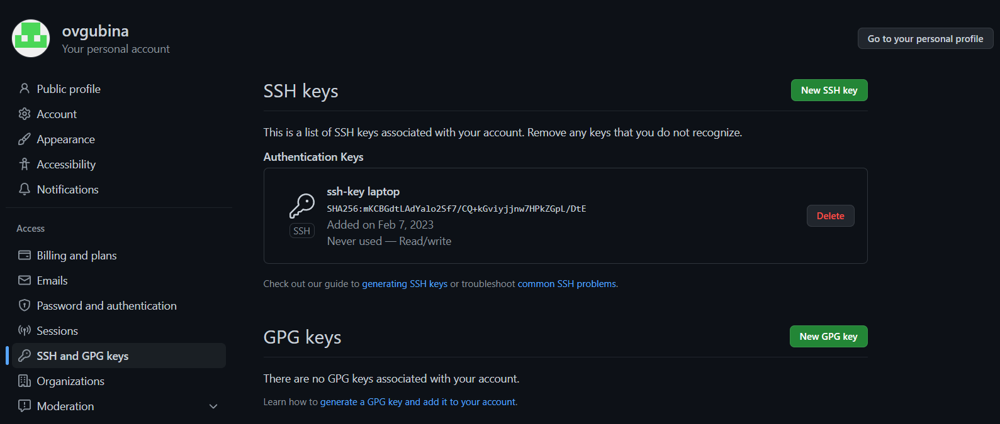 ovgubina
Your personal account
Go to your personal profile
Public profile
Account
Appearance
Accessibility
Notifications
Access
Billing and plans
Emails
Password and authentication
Sessions
SSH and GPG keys
Organizations
Moderation
SSH keys
New SSH key
This is a list of SSH keys associated with your account. Remove any keys that you do not recognize.
Authentication Keys
ssh-key laptop
SHA256:mKCBGdtLAdYalo2Sf7/CQ+kGviyjjnw7HPkZGpL/DtE
Added on Feb 7, 2023
Never used — Read/write
SSH
Delete
Check out our guide to generating SSH keys or troubleshoot common SSH problems.
GPG keys
New GPG key
There are no GPG keys associated with your account.
Learn how to generate a GPG key and add it to your account.